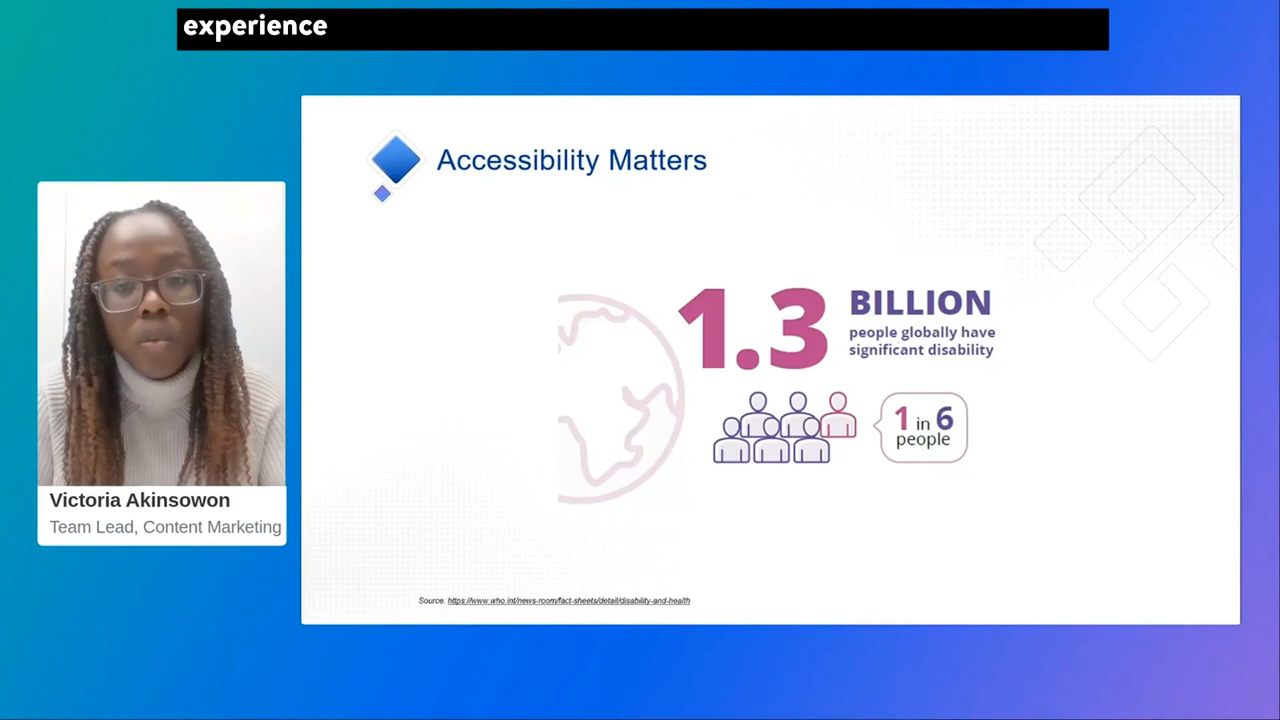 experience
Accessibility Matters
1.3 BILLION
people globally have
significant disability
1 in 6
people
Victoria Akinsowon
Team Lead, Content Marketing
Source: https://www.who.int/news-room/fact-sheets/detail/disability-and-health